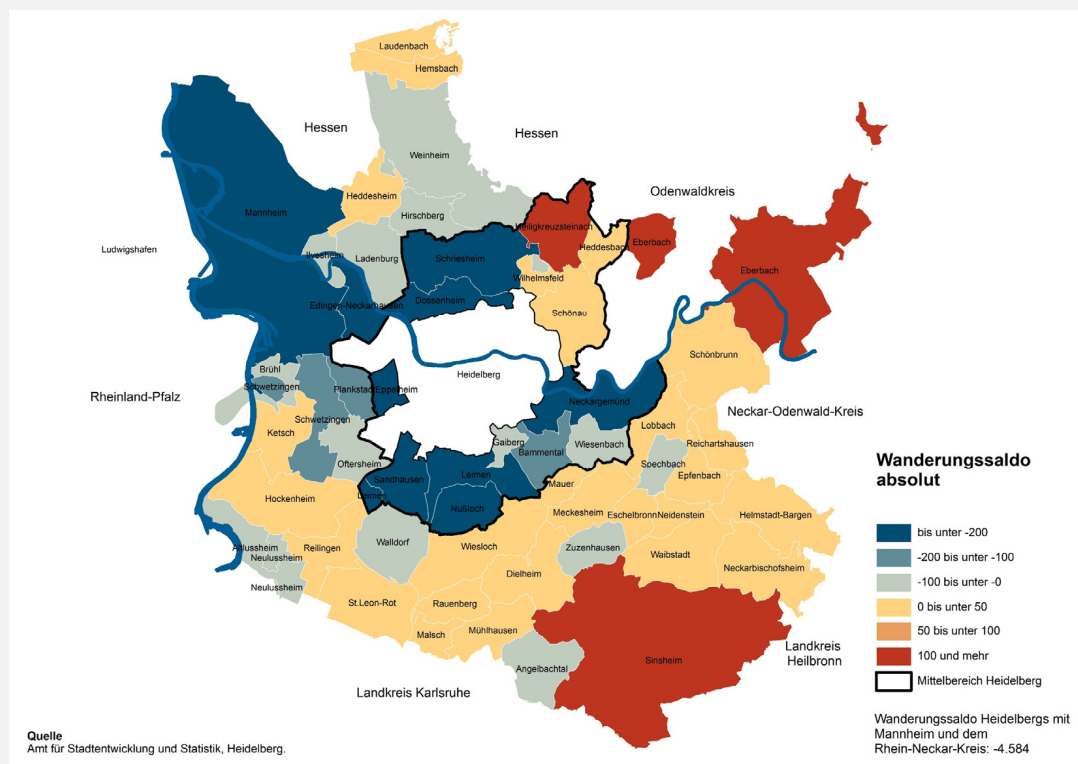 Laudenbach
Hemsbach
Hessen
Hessen
Weinheim
Odenwaldkreis
Heddesheim
Mannheim
Hirschberg
Heiligkreuzsteinach
Heddesbach
Eberbach
Ludwigshafen
Ilvesheim
Ladenburg
Schriesheim
Wilhelmsfeld
Eberbach
Edingen-Neckarhausen
Dossenheim
Schönau
Schönbrunn
Brühl
Heidelberg
Schwetzingen
Plankstadt
Eppelheim
Rheinland-Pfalz
Neckar-Odenwald-Kreis
Schwetzingen
Ketsch
Neckargemünd
Lobbach
Reichartshausen
Gaiberg
Wiesenbach
Bammental
Oftersheim
Spechbach
Epfenbach
Sandhausen
Leimen
Mauer
Leimen
Hockenheim
Nußloch
Meckesheim
Eschelbronn
Neidenstein
Helmstadt-Bargen
Walldorf
Wiesloch
Zuzenhausen
Waibstadt
Altlussheim
Neulussheim
Reilingen
Neckarbischofsheim
Dielheim
Neulussheim
St.Leon-Rot
Rauenberg
Malsch
Mühlhausen
Sinsheim
Angelbachtal
Landkreis
Heilbronn
Landkreis Karlsruhe
Wanderungssaldo
absolut
bis unter -200
-200 bis unter -100
-100 bis unter -0
0 bis unter 50
50 bis unter 100
100 und mehr
Mittelbereich Heidelberg
Wanderungssaldo Heidelbergs mit
Mannheim und dem
Rhein-Neckar-Kreis: -4.584
Quelle
Amt für Stadtentwicklung und Statistik, Heidelberg.